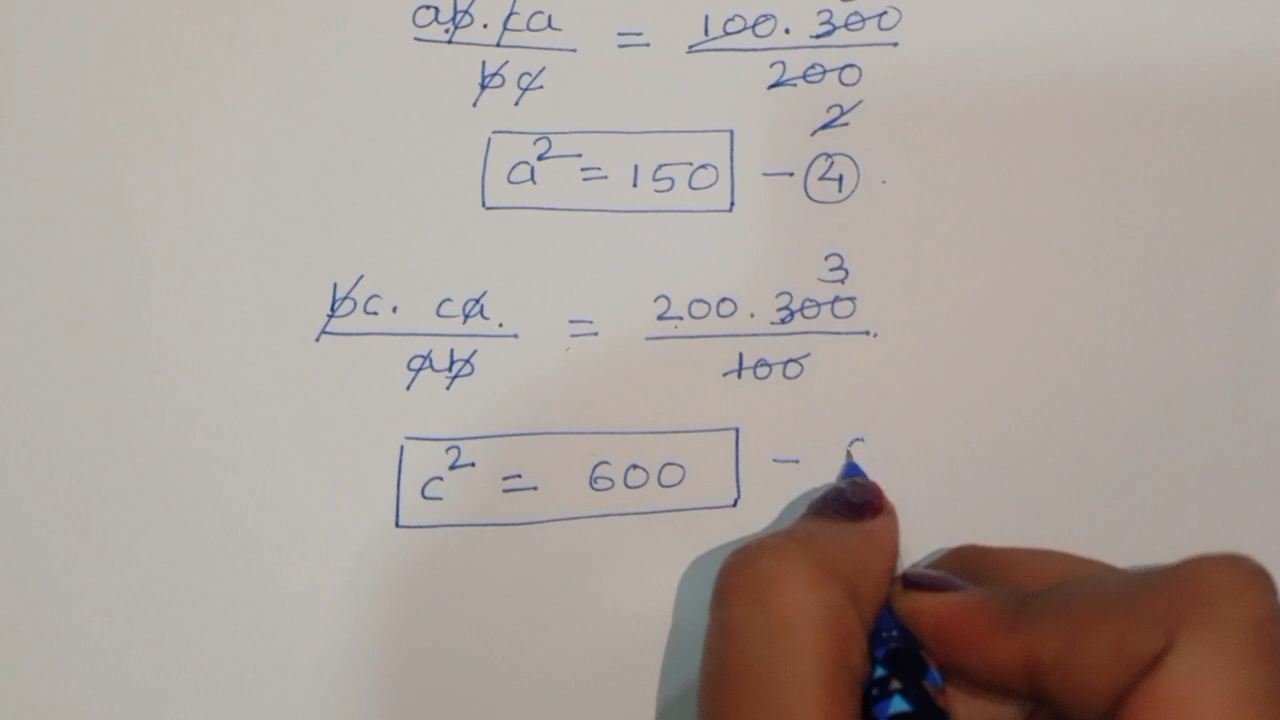 ab.ca / bc = 100.300 / 200
2
a² = 150 - ④
3
bc. ca. / ab = 200.300 / 100
c² = 600 -